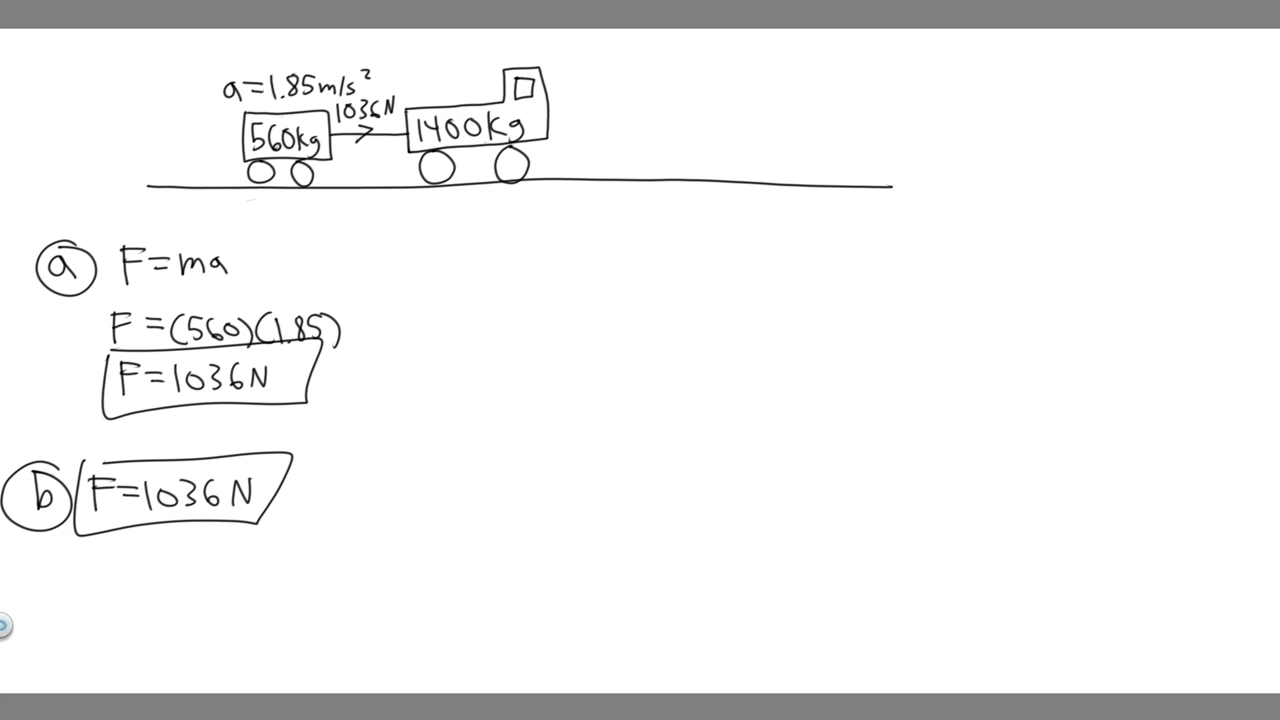 a=1.85m/s²
1036N
560kg
1400kg
a F=ma
F=(560)(1.85)
F=1036N
b F=1036N